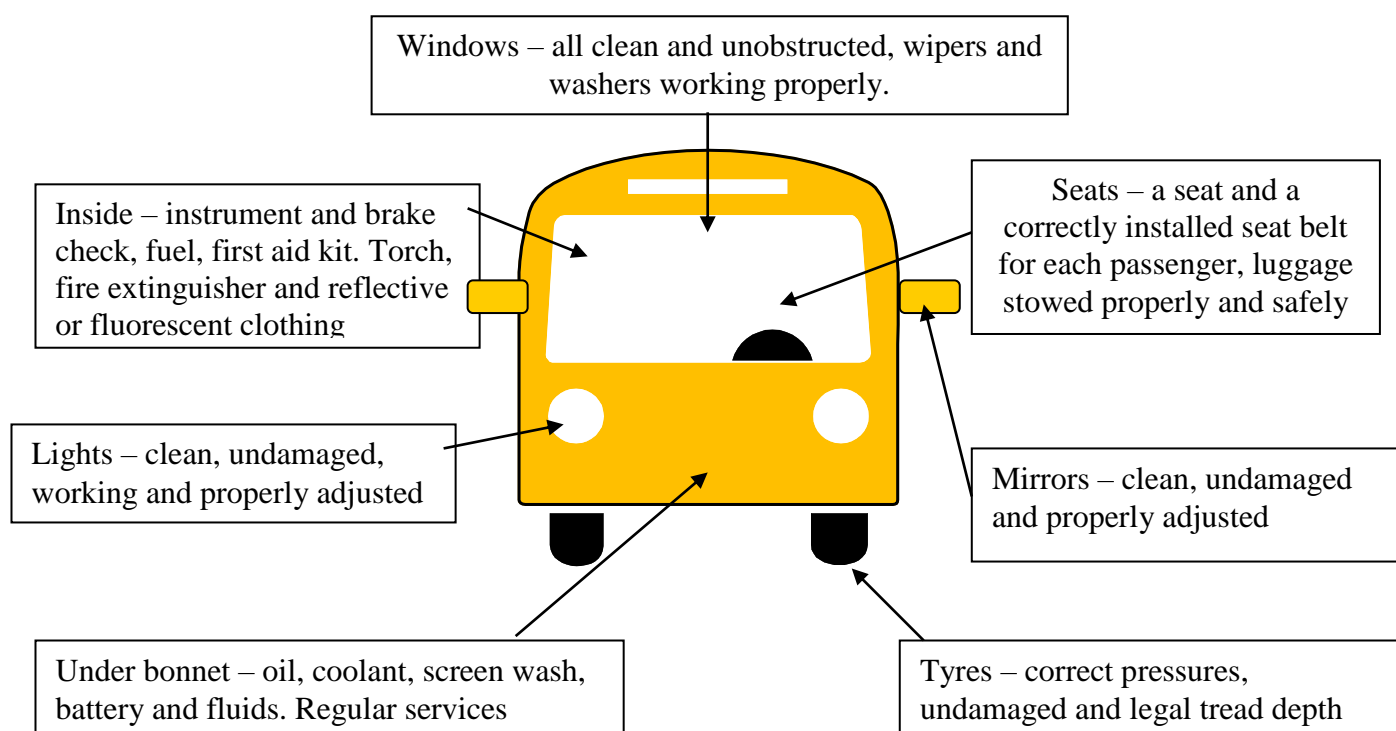 Windows – all clean and unobstructed, wipers and
washers working properly.
Inside – instrument and brake
check, fuel, first aid kit. Torch,
fire extinguisher and reflective
or fluorescent clothing
Seats – a seat and a
correctly installed seat belt
for each passenger, luggage
stowed properly and safely
Lights – clean, undamaged,
working and properly adjusted
Mirrors – clean, undamaged
and properly adjusted
Under bonnet – oil, coolant, screen wash,
battery and fluids. Regular services
Tyres – correct pressures,
undamaged and legal tread depth